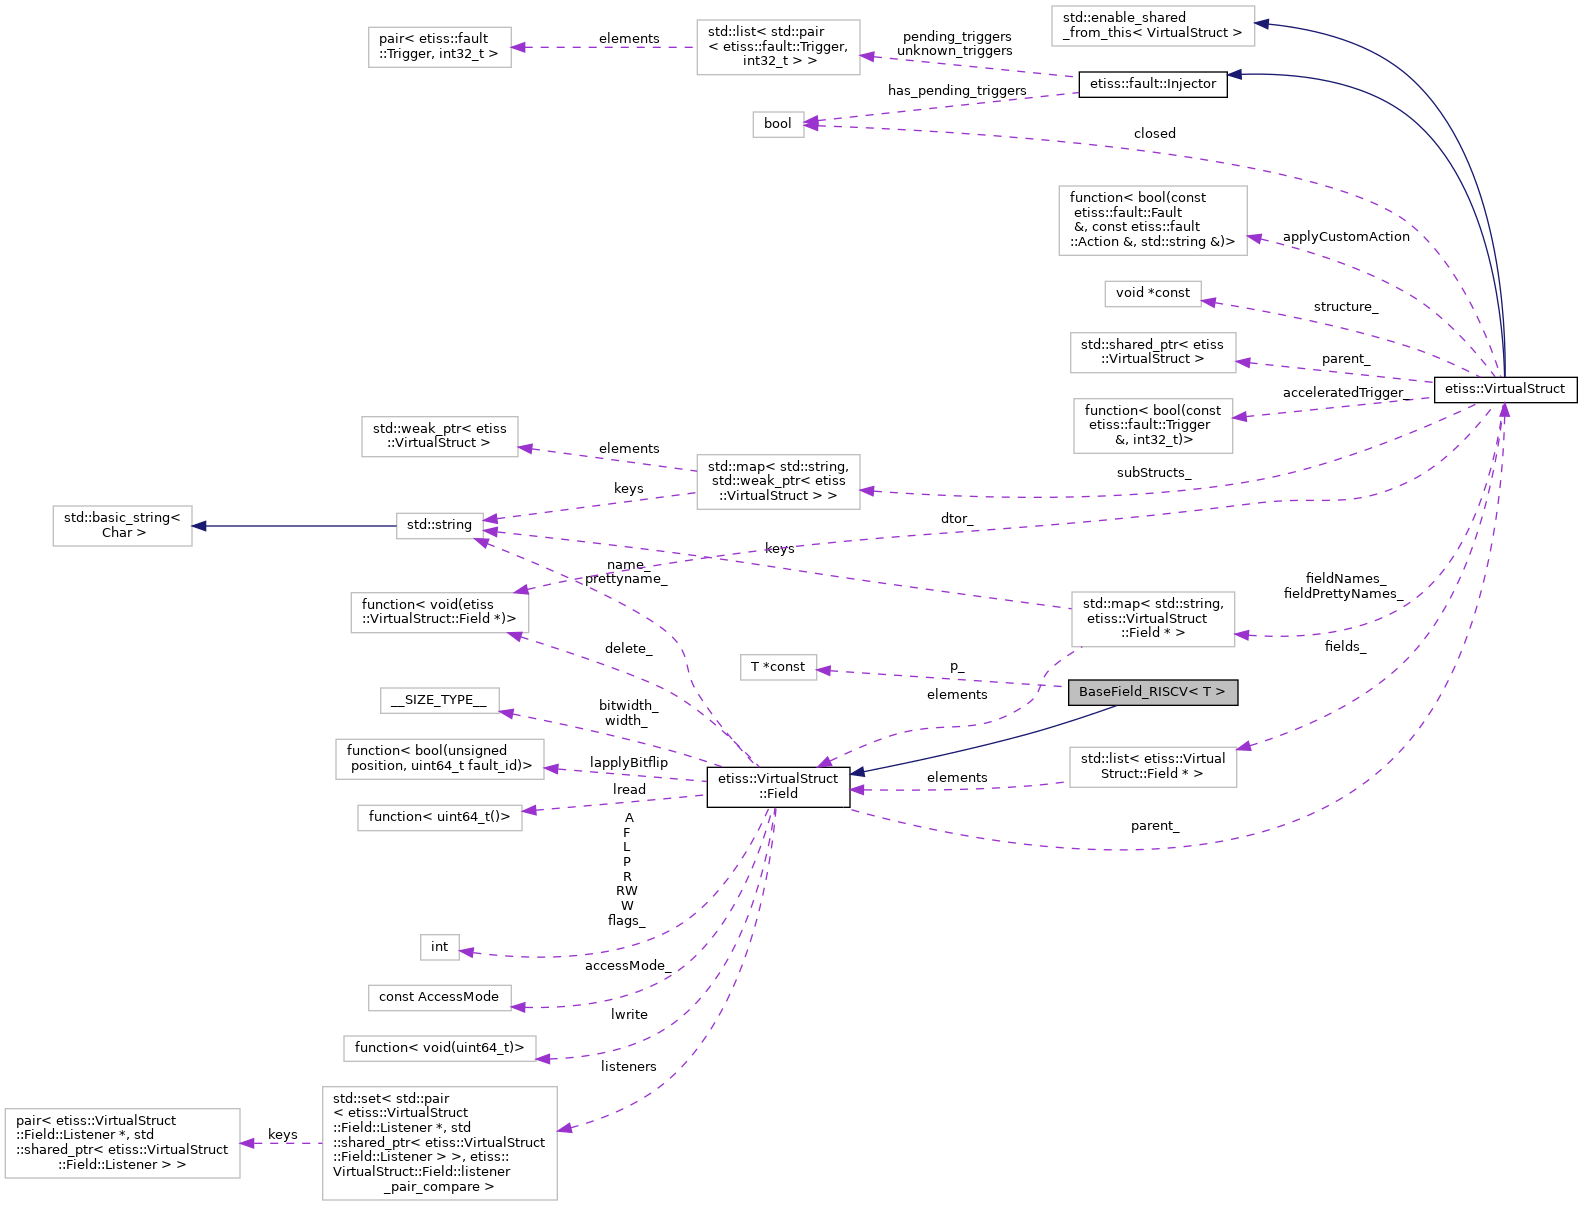 std::enable_shared
_from_this< VirtualStruct >
pair< etiss::fault
::Trigger, int32_t >
elements
std::list< std::pair
< etiss::fault::Trigger,
int32_t > >
pending_triggers
unknown_triggers
etiss::fault::Injector
has_pending_triggers
bool
closed
function< bool(const
etiss::fault::Fault
&, const etiss::fault
::Action &, std::string &)>
applyCustomAction
void *const
structure_
std::shared_ptr< etiss
::VirtualStruct >
parent_
etiss::VirtualStruct
acceleratedTrigger_
function< bool(const
etiss::fault::Trigger
&, int32_t)>
std::weak_ptr< etiss
::VirtualStruct >
elements
std::map< std::string,
std::weak_ptr< etiss
::VirtualStruct > >
subStructs_
keys
std::basic_string<
Char >
std::string
dtor_
keys
name_
prettyname_
function< void(etiss
::VirtualStruct::Field *)>
fieldNames_
fieldPrettyNames_
std::map< std::string,
etiss::VirtualStruct
::Field * >
delete_
fields_
T *const
p_
BaseField_RISCV< T >
elements
__SIZE_TYPE__
bitwidth_
width_
function< bool(unsigned
position, uint64_t fault_id)>
lapplyBitflip
etiss::VirtualStruct
::Field
elements
std::list< etiss::Virtual
Struct::Field * >
lread
function< uint64_t()>
parent_
A
F
L
P
R
RW
W
flags_
int
accessMode_
const AccessMode
lwrite
function< void(uint64_t)>
listeners
std::set< std::pair
< etiss::VirtualStruct
::Field::Listener *, std
::shared_ptr< etiss::VirtualStruct
::Field::Listener > >, etiss::
VirtualStruct::Field::listener
_pair_compare >
keys
pair< etiss::VirtualStruct
::Field::Listener *, std
::shared_ptr< etiss::VirtualStruct
::Field::Listener > >